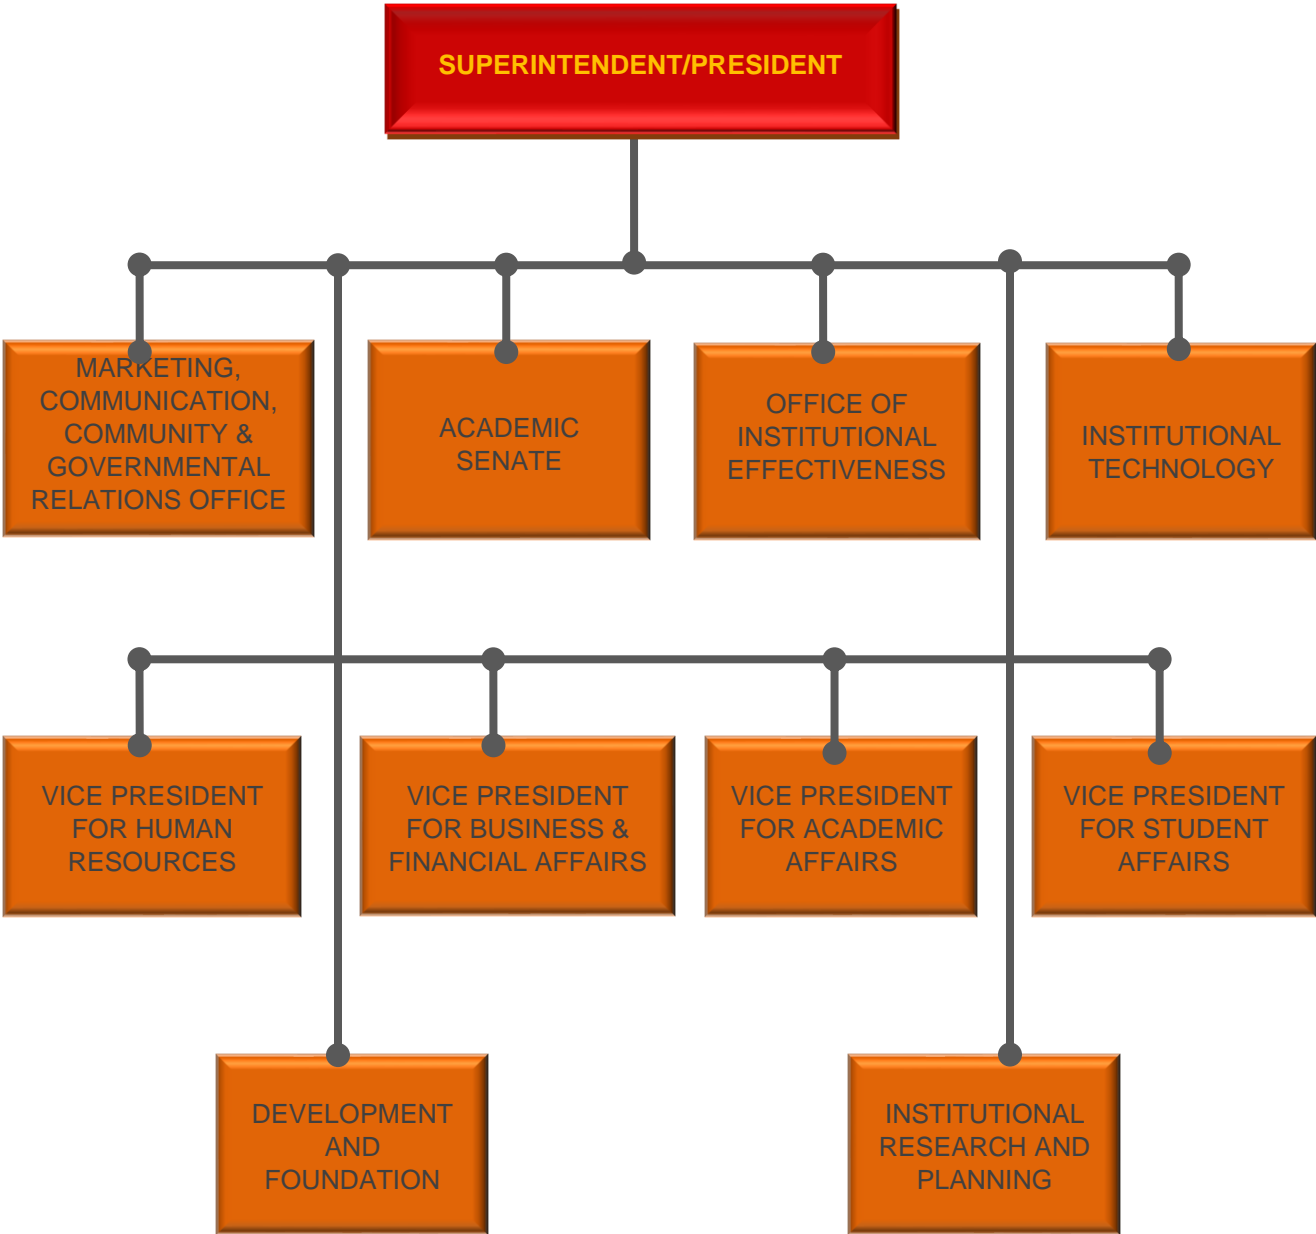 SUPERINTENDENT/PRESIDENT
MARKETING,
COMMUNICATION,
COMMUNITY &
GOVERNMENTAL
RELATIONS OFFICE
ACADEMIC
SENATE
OFFICE OF
INSTITUTIONAL
EFFECTIVENESS
INSTITUTIONAL
TECHNOLOGY
VICE PRESIDENT
FOR HUMAN
RESOURCES
VICE PRESIDENT
FOR BUSINESS &
FINANCIAL AFFAIRS
VICE PRESIDENT
FOR ACADEMIC
AFFAIRS
VICE PRESIDENT
FOR STUDENT
AFFAIRS
DEVELOPMENT
AND
FOUNDATION
INSTITUTIONAL
RESEARCH AND
PLANNING